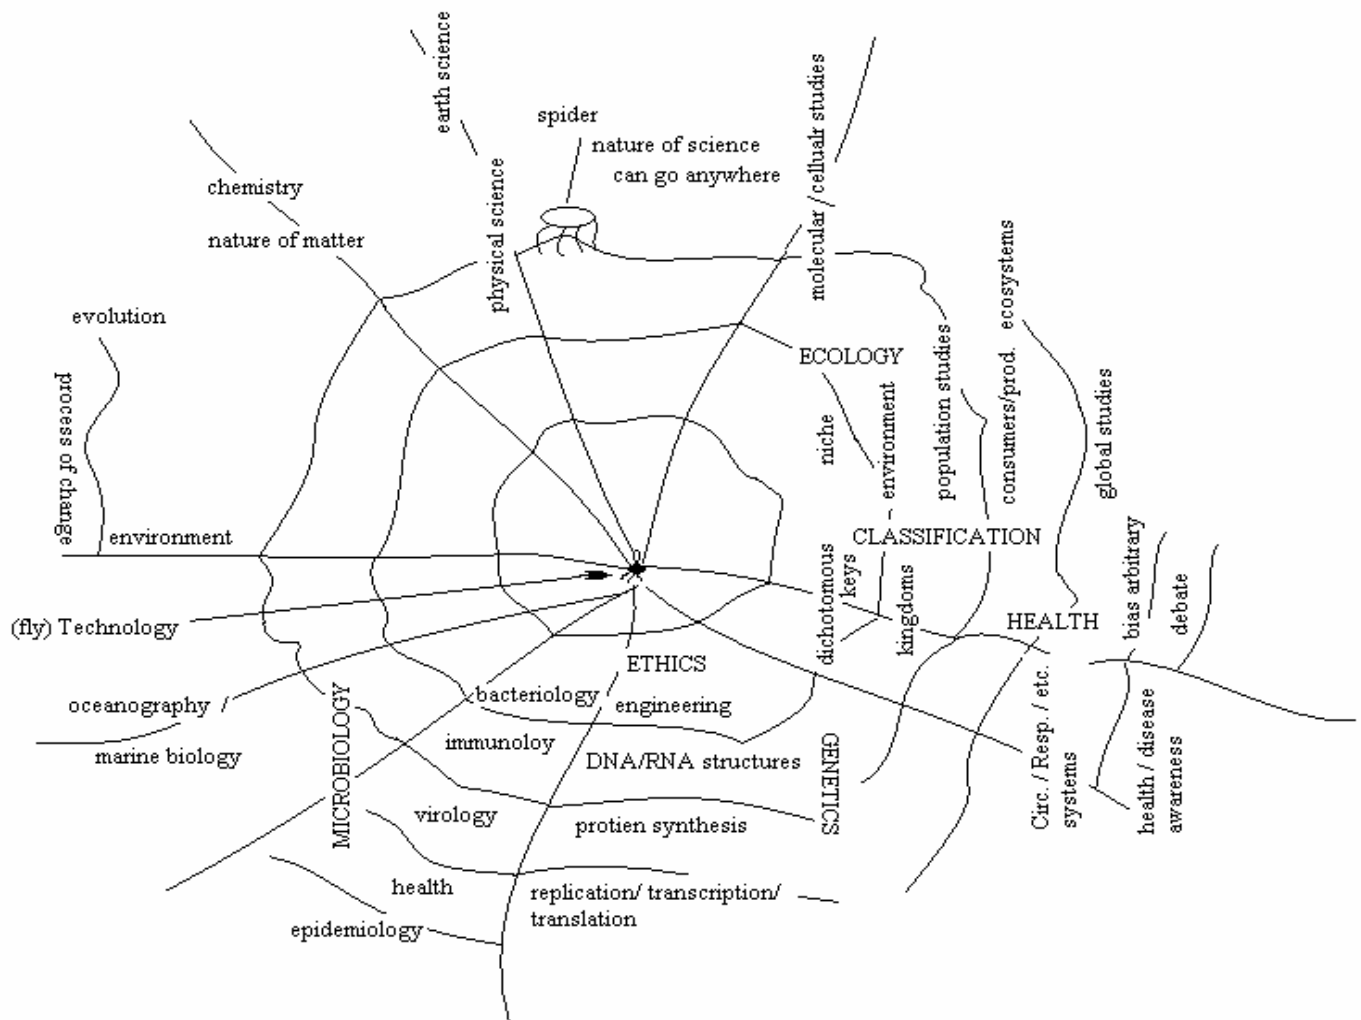 earth science
spider
nature of science
can go anywhere
molecular / cellualr studies
physical science
chemistry
nature of matter
evolution
process of change
environment
ECOLOGY
niche
environment
population studies
consumers/prod.
ecosystems
global studies
CLASSIFICATION
dichotomous
keys
kingdoms
HEALTH
bias arbitrary
debate
(fly) Technology
oceanography /
marine biology
MICROBIOLOGY
bacteriology
immunoloy
virology
health
epidemiology
ETHICS
engineering
DNA/RNA structures
protien synthesis
replication/ transcription/
translation
GENETICS
Circ. / Resp. / etc.
systems
health / disease
awareness